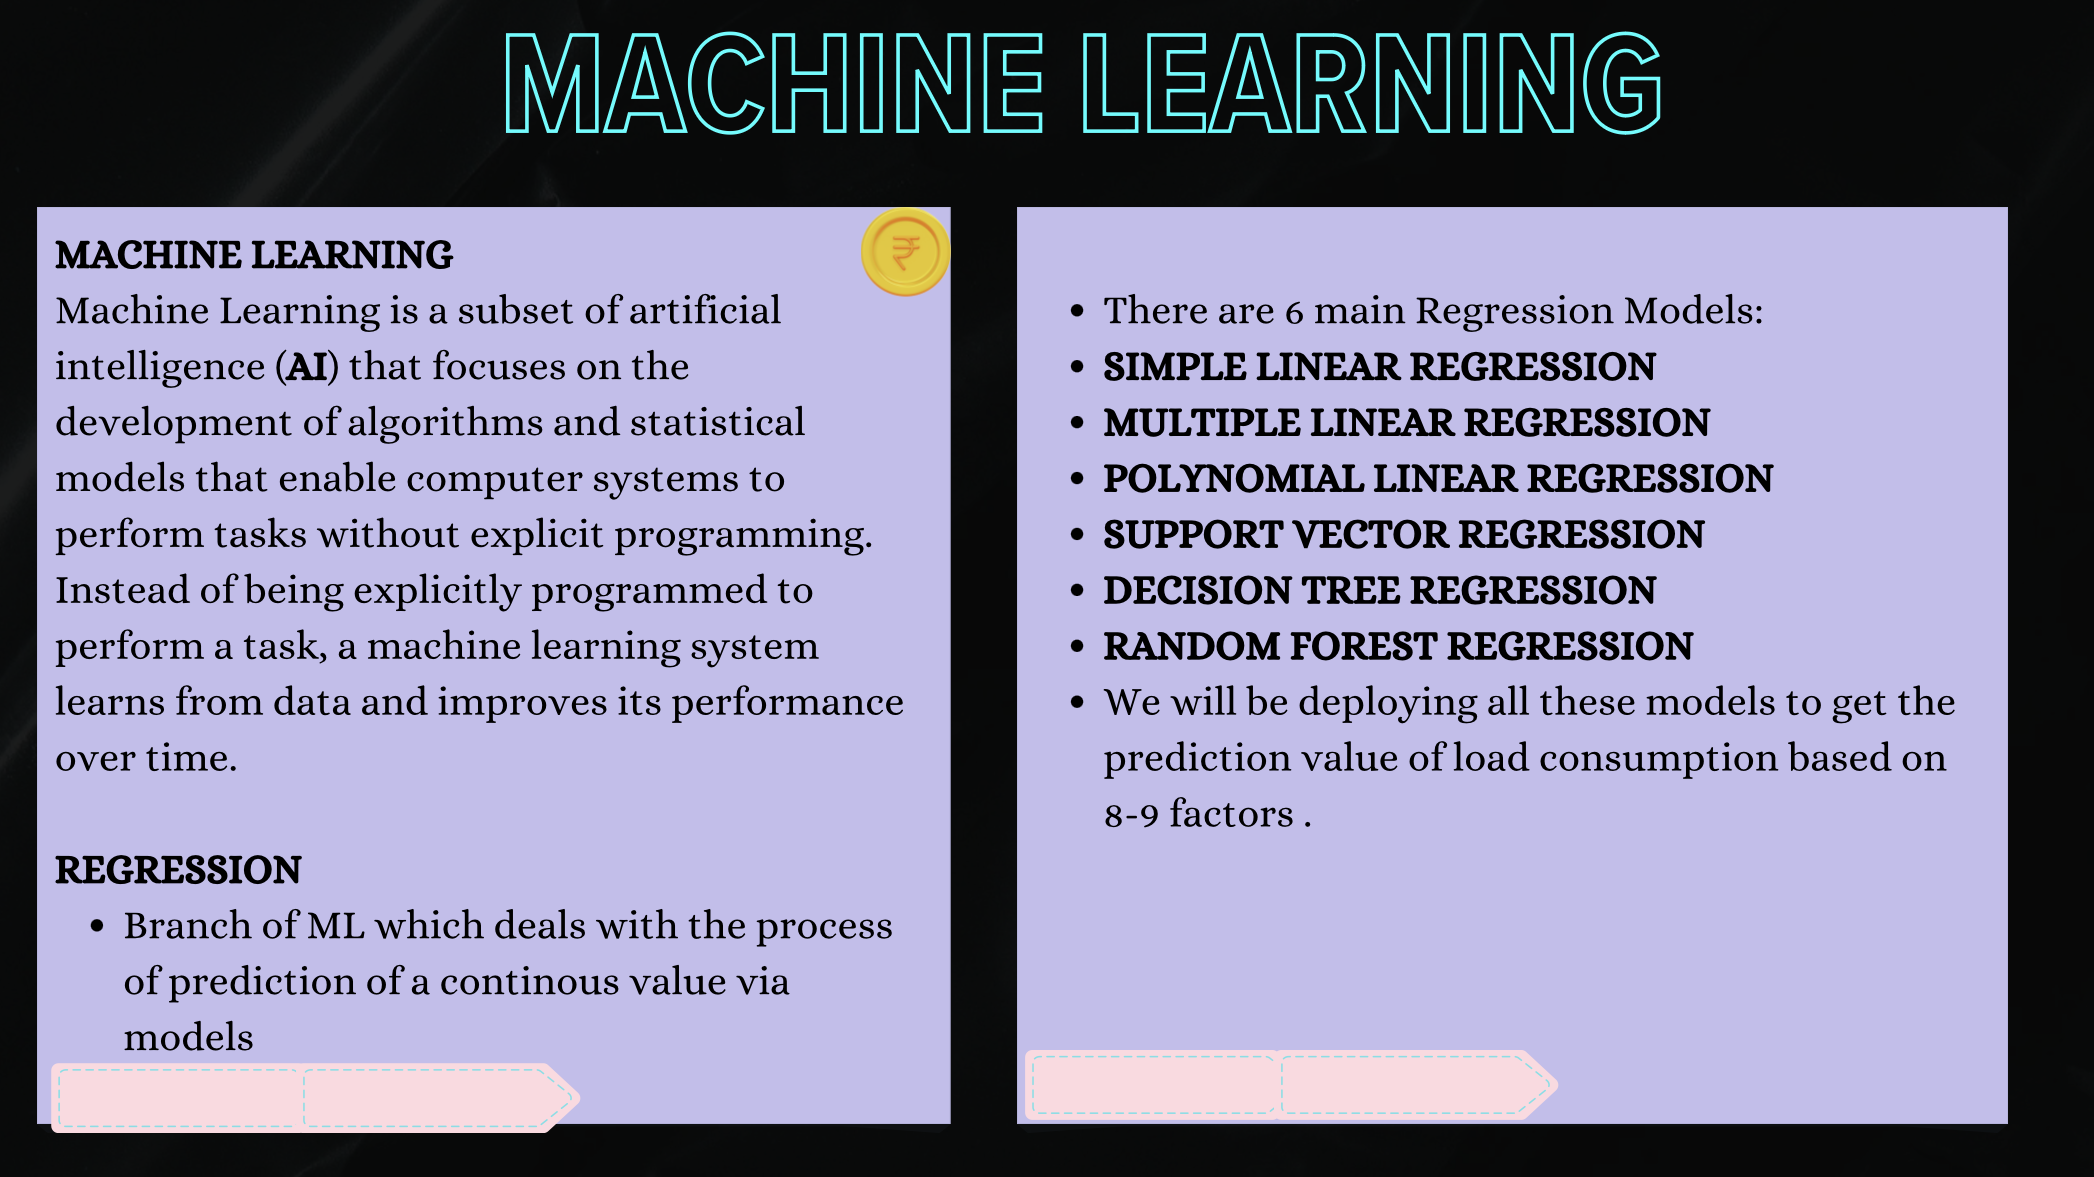 MACHINE LEARNING
MACHINE LEARNING
Machine Learning is a subset of artificial
intelligence (AI) that focuses on the
development of algorithms and statistical
models that enable computer systems to
perform tasks without explicit programming.
Instead of being explicitly programmed to
perform a task, a machine learning system
learns from data and improves its performance
over time.
REGRESSION
• Branch of ML which deals with the process
of prediction of a continous value via
models
₹
• There are 6 main Regression Models:
• SIMPLE LINEAR REGRESSION
• MULTIPLE LINEAR REGRESSION
• POLYNOMIAL LINEAR REGRESSION
• SUPPORT VECTOR REGRESSION
• DECISION TREE REGRESSION
• RANDOM FOREST REGRESSION
• We will be deploying all these models to get the
prediction value of load consumption based on
8-9 factors .